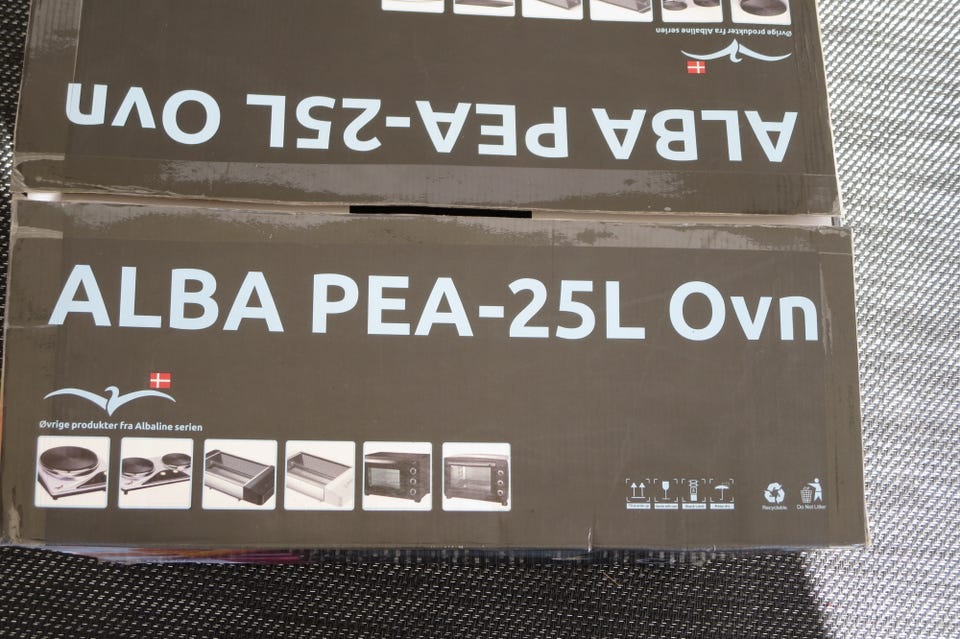 Øvrige produkter fra Albaline serien
ALBA PEA-25L Ovn
ALBA PEA-25L Ovn
Øvrige produkter fra Albaline serien
Recyclable
Do Not Litter